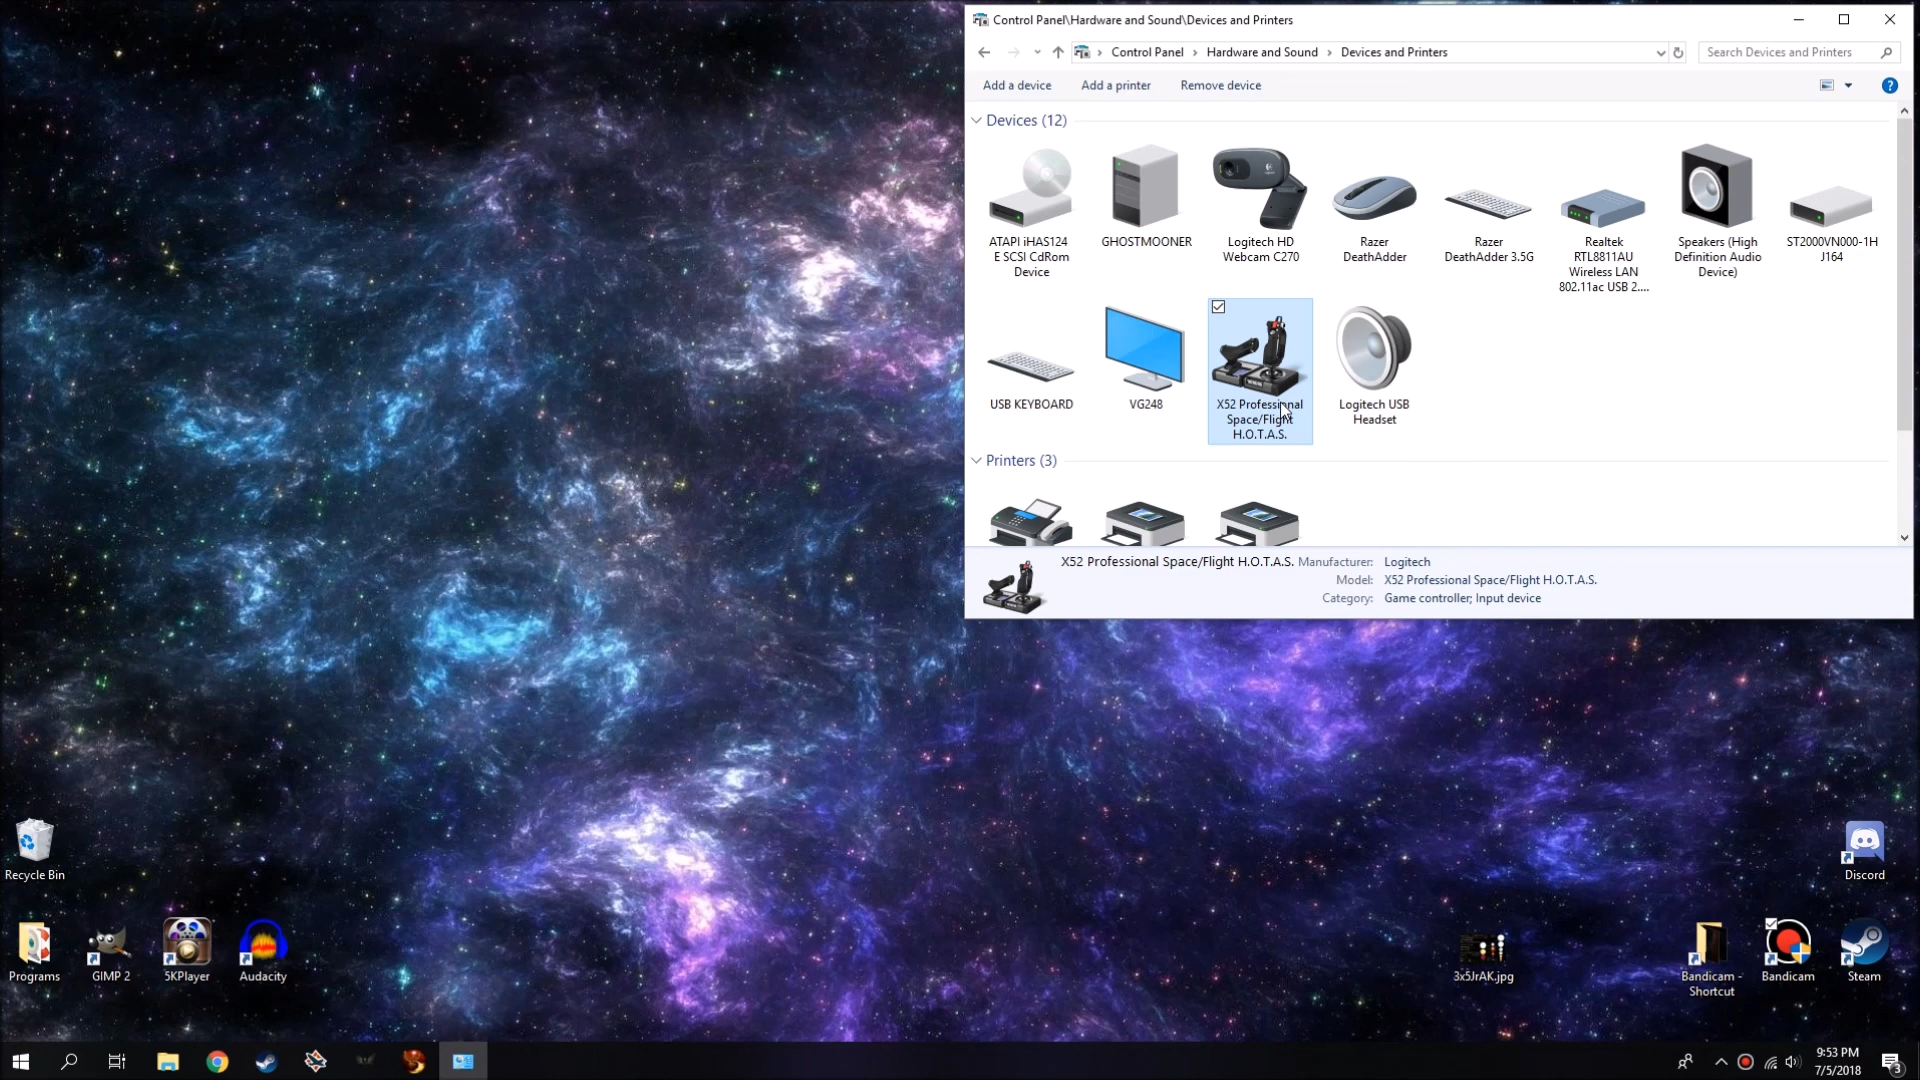 Control Panel\Hardware and Sound\Devices and Printers
Control Panel
Hardware and Sound
Devices and Printers
Search Devices and Printers
Add a device
Add a printer
Remove device
Devices (12)
ATAPI iHAS124
E SCSI CdRom
Device
GHOSTMOONER
Logitech HD
Webcam C270
Razer
DeathAdder
Razer
DeathAdder 3.5G
Realtek
RTL8811AU
Wireless LAN
802.11ac USB 2....
Speakers (High
Definition Audio
Device)
ST2000VN000-1H
J164
USB KEYBOARD
VG248
X52 Professional
Space/Flight
H.O.T.A.S.
Logitech USB
Headset
Printers (3)
X52 Professional Space/Flight H.O.T.A.S. Manufacturer: Logitech
Model: X52 Professional Space/Flight H.O.T.A.S.
Category: Game controller; Input device
Recycle Bin
Discord
Programs
GIMP 2
5KPlayer
Audacity
3x5JrAK.jpg
Bandicam -
Shortcut
Bandicam
Steam
9:53 PM
7/5/2018
3